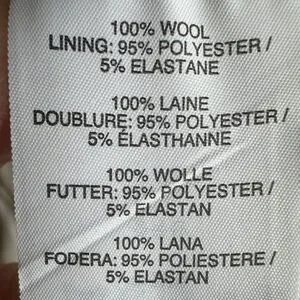 100% WOOL
LINING: 95% POLYESTER /
5% ELASTANE
100% LAINE
DOUBLURE: 95% POLYESTER /
5% ÉLASTHANNE
100% WOLLE
FUTTER: 95% POLYESTER /
5% ELASTAN
100% LANA
FODERA: 95% POLIESTERE /
5% ELASTAN